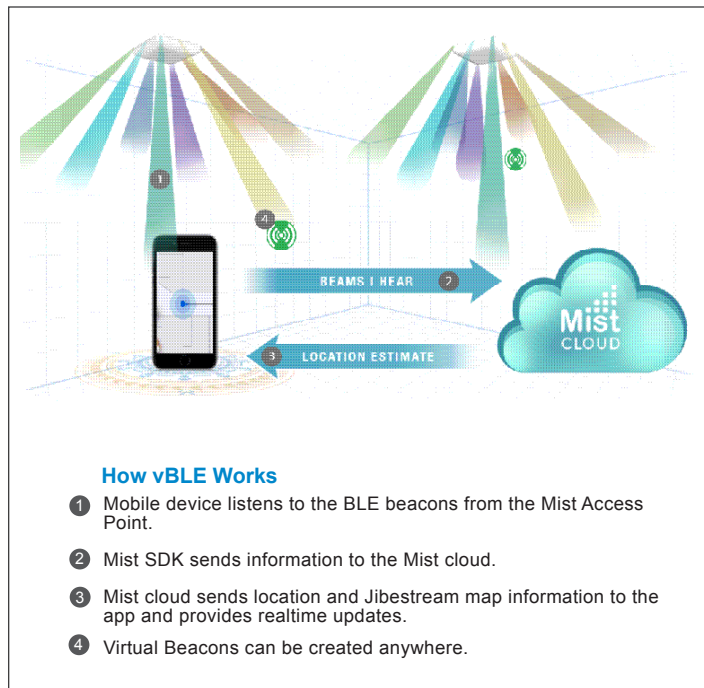 1
4
BEAMS I HEAR 2
Mist
CLOUD
3 LOCATION ESTIMATE
How vBLE Works
1 Mobile device listens to the BLE beacons from the Mist Access
Point.
2 Mist SDK sends information to the Mist cloud.
3 Mist cloud sends location and Jibestream map information to the
app and provides realtime updates.
4 Virtual Beacons can be created anywhere.